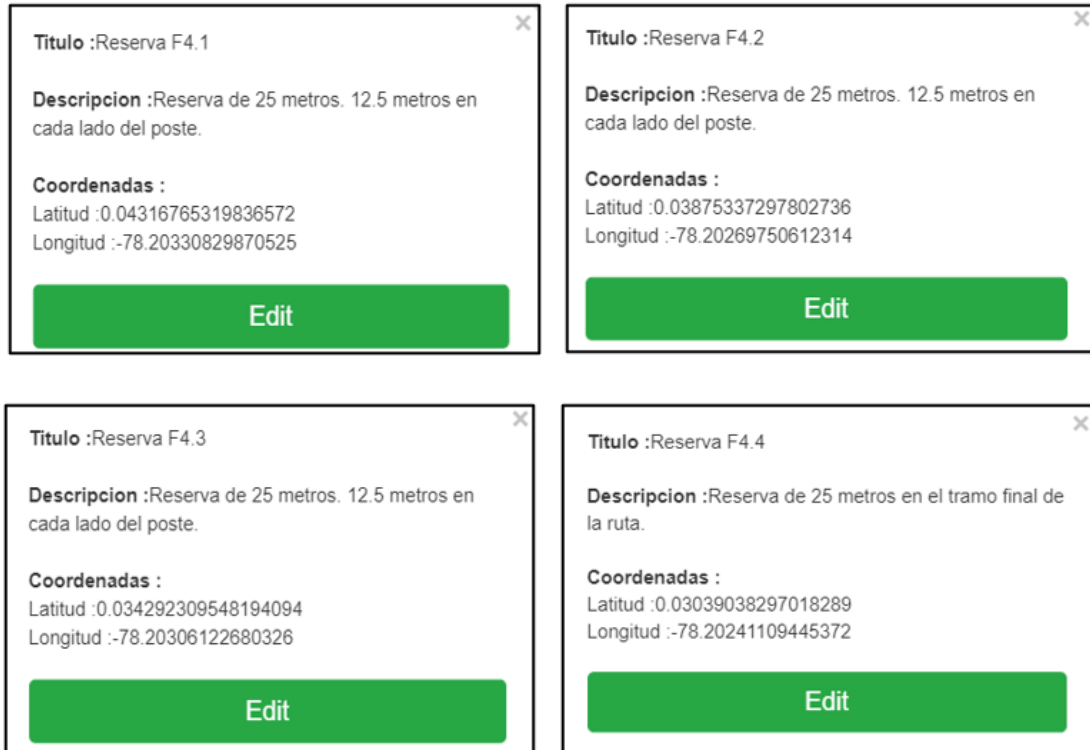 Titulo :Reserva F4.1
Descripcion :Reserva de 25 metros. 12.5 metros en
cada lado del poste.
Coordenadas :
Latitud :0.04316765319836572
Longitud :-78.20330829870525
Edit
Titulo :Reserva F4.2
Descripcion :Reserva de 25 metros. 12.5 metros en
cada lado del poste.
Coordenadas :
Latitud :0.03875337297802736
Longitud :-78.20269750612314
Edit
Titulo :Reserva F4.3
Descripcion :Reserva de 25 metros. 12.5 metros en
cada lado del poste.
Coordenadas :
Latitud :0.034292309548194094
Longitud :-78.20306122680326
Edit
Titulo :Reserva F4.4
Descripcion :Reserva de 25 metros en el tramo final de
la ruta.
Coordenadas :
Latitud :0.03039038297018289
Longitud :-78.20241109445372
Edit